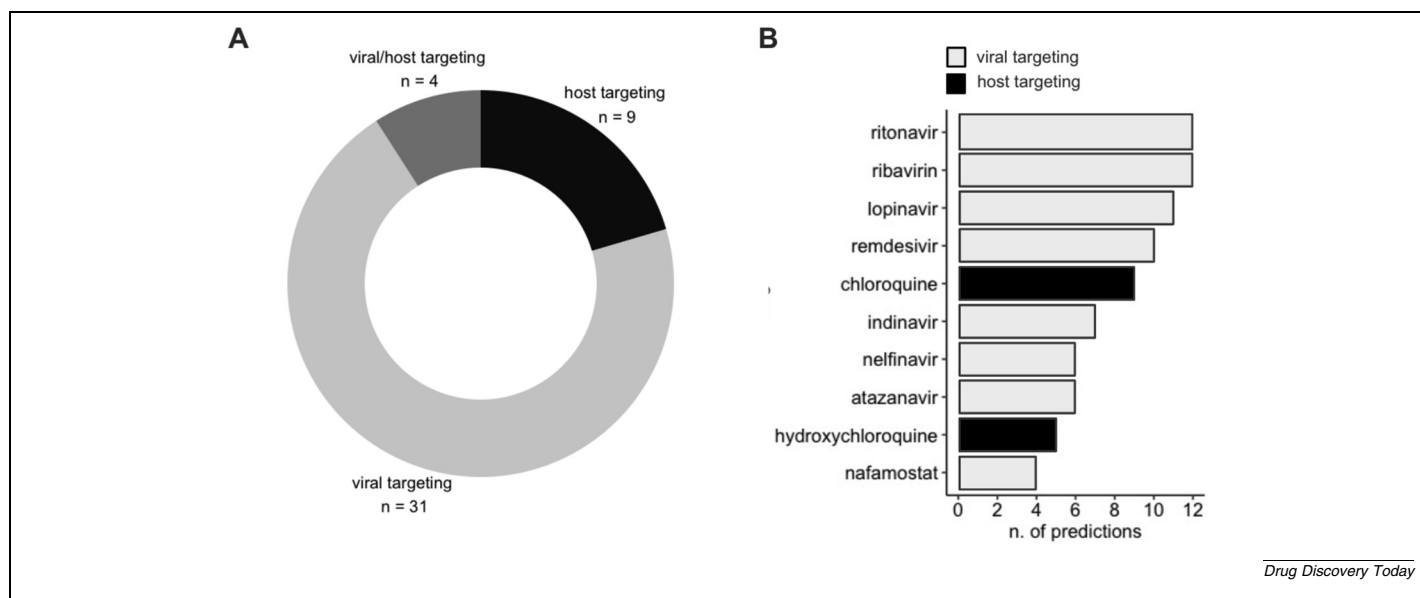 A
viral/host targeting
n = 4
host targeting
n = 9
viral targeting
n = 31
B
viral targeting
host targeting
ritonavir
ribavirin
lopinavir
remdesivir
chloroquine
indinavir
nelfinavir
atazanavir
hydroxychloroquine
nafamostat
0 2 4 6 8 10 12
n. of predictions
Drug Discovery Today